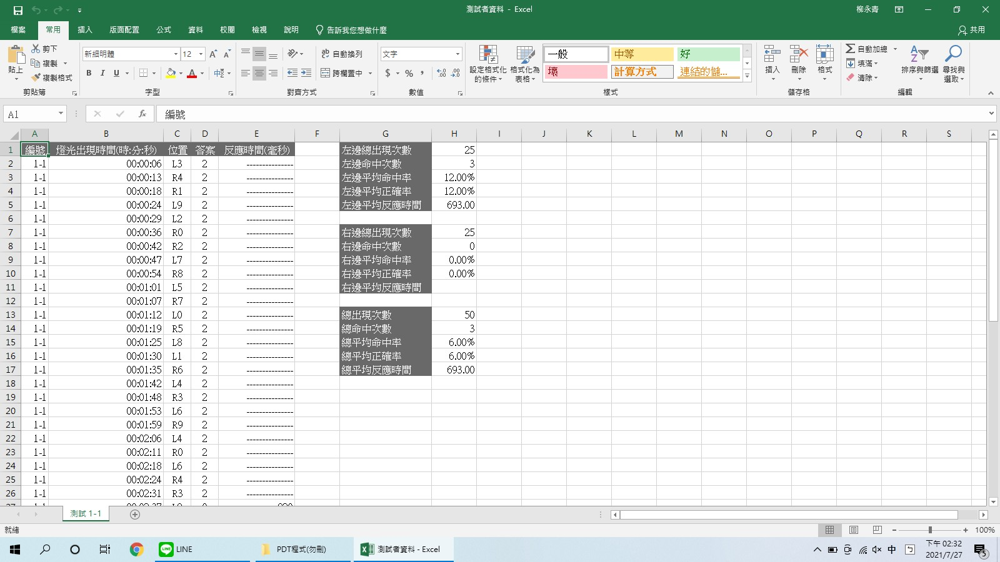 測試者資料 - Excel
柳永青
檔案 常用 插入 版面配置 公式 資料 校閱 檢視 說明 告訴我您想做什麼 共用
貼上 剪下 複製 複製格式 剪貼簿
新細明體 12 A A B I U A 中 字型
ab 自動換列 跨欄置中 對齊方式
文字 $ % , .00 .00 數值
設定格式化的條件 格式化為表格 一般 中等 好 壞 計算方式 連結的儲... 樣式
插入 刪除 格式 儲存格
自動加總 填滿 清除 排序與篩選 尋找與選取 編輯
A1 fx 編號
A B C D E F G H I J K L M N O P Q R S
1 編號 燈光出現時間(時:分:秒) 位置 答案 反應時間(毫秒) 左邊總出現次數 25
2 1-1 00:00:06 L3 2 --------------- 左邊命中次數 3
3 1-1 00:00:13 R4 2 --------------- 左邊平均命中率 12.00%
4 1-1 00:00:18 R1 2 --------------- 左邊平均正確率 12.00%
5 1-1 00:00:24 L9 2 --------------- 左邊平均反應時間 693.00
6 1-1 00:00:29 L2 2 ---------------
7 1-1 00:00:36 R0 2 --------------- 右邊總出現次數 25
8 1-1 00:00:42 R2 2 --------------- 右邊命中次數 0
9 1-1 00:00:47 L7 2 --------------- 右邊平均命中率 0.00%
10 1-1 00:00:54 R8 2 --------------- 右邊平均正確率 0.00%
11 1-1 00:01:01 L5 2 --------------- 右邊平均反應時間
12 1-1 00:01:07 R7 2 ---------------
13 1-1 00:01:12 L0 2 --------------- 總出現次數 50
14 1-1 00:01:19 R5 2 --------------- 總命中次數 3
15 1-1 00:01:25 L8 2 --------------- 總平均命中率 6.00%
16 1-1 00:01:30 L1 2 --------------- 總平均正確率 6.00%
17 1-1 00:01:35 R6 2 --------------- 總平均反應時間 693.00
18 1-1 00:01:42 L4 2 ---------------
19 1-1 00:01:48 R3 2 ---------------
20 1-1 00:01:53 L6 2 ---------------
21 1-1 00:01:59 R9 2 ---------------
22 1-1 00:02:06 L4 2 ---------------
23 1-1 00:02:11 R0 2 ---------------
24 1-1 00:02:18 L6 2 ---------------
25 1-1 00:02:24 R4 2 ---------------
26 1-1 00:02:31 R3 2 ---------------
測試 1-1
就緒 100%
LINE PDT程式(勿刪) 測試者資料 - Excel 中 下午 02:32
2021/7/27 5